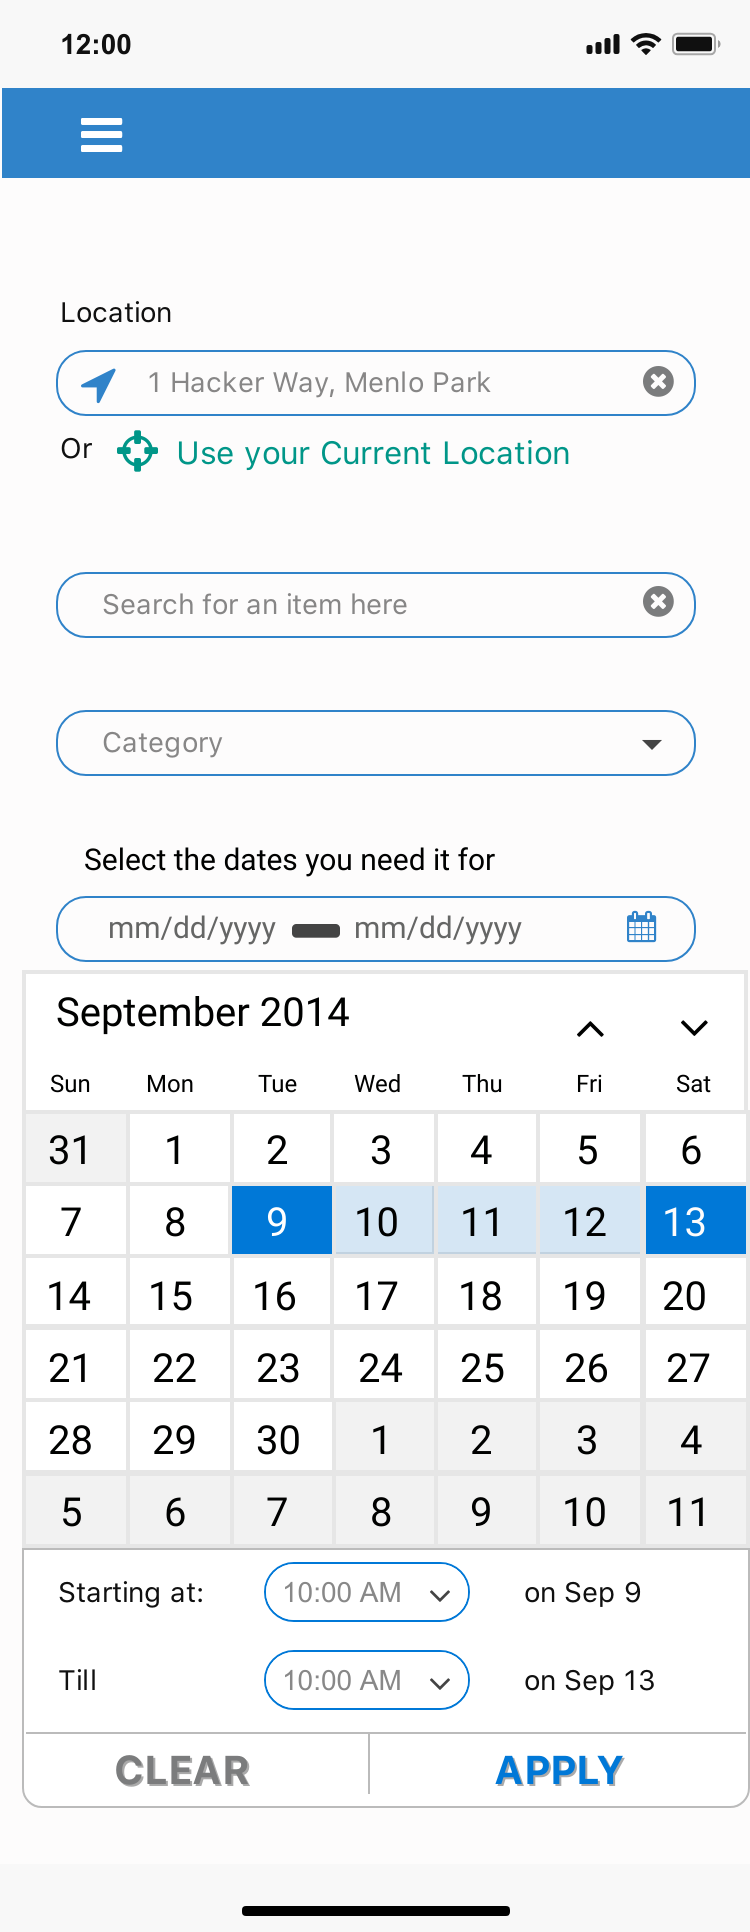 12:00
Location
1 Hacker Way, Menlo Park
Or Use your Current Location
Search for an item here
Category
Select the dates you need it for
mm/dd/yyyy mm/dd/yyyy
September 2014
Sun Mon Tue Wed Thu Fri Sat
31 1 2 3 4 5 6
7 8 9 10 11 12 13
14 15 16 17 18 19 20
21 22 23 24 25 26 27
28 29 30 1 2 3 4
5 6 7 8 9 10 11
Starting at: 10:00 AM on Sep 9
Till 10:00 AM on Sep 13
CLEAR APPLY